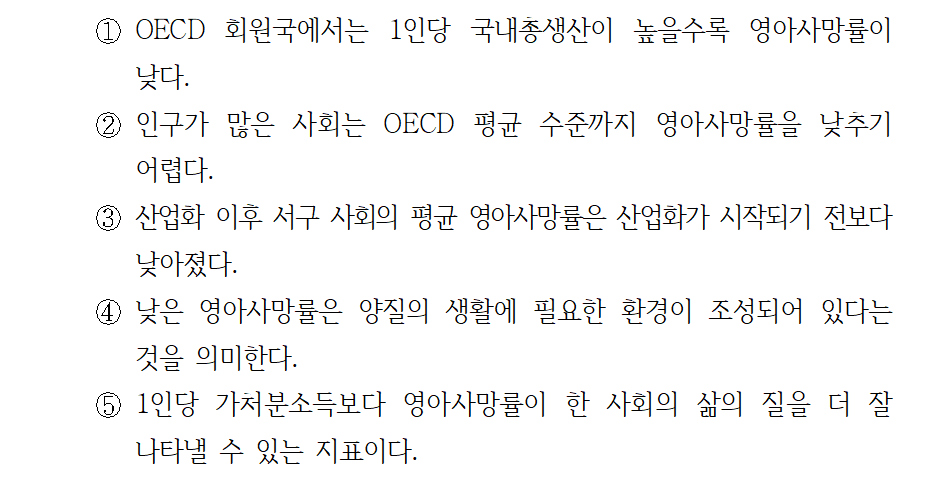 ① OECD 회원국에서는 1인당 국내총생산이 높을수록 영아사망률이
낮다.
② 인구가 많은 사회는 OECD 평균 수준까지 영아사망률을 낮추기
어렵다.
③ 산업화 이후 서구 사회의 평균 영아사망률은 산업화가 시작되기 전보다
낮아졌다.
④ 낮은 영아사망률은 양질의 생활에 필요한 환경이 조성되어 있다는
것을 의미한다.
⑤ 1인당 가처분소득보다 영아사망률이 한 사회의 삶의 질을 더 잘
나타낼 수 있는 지표이다.